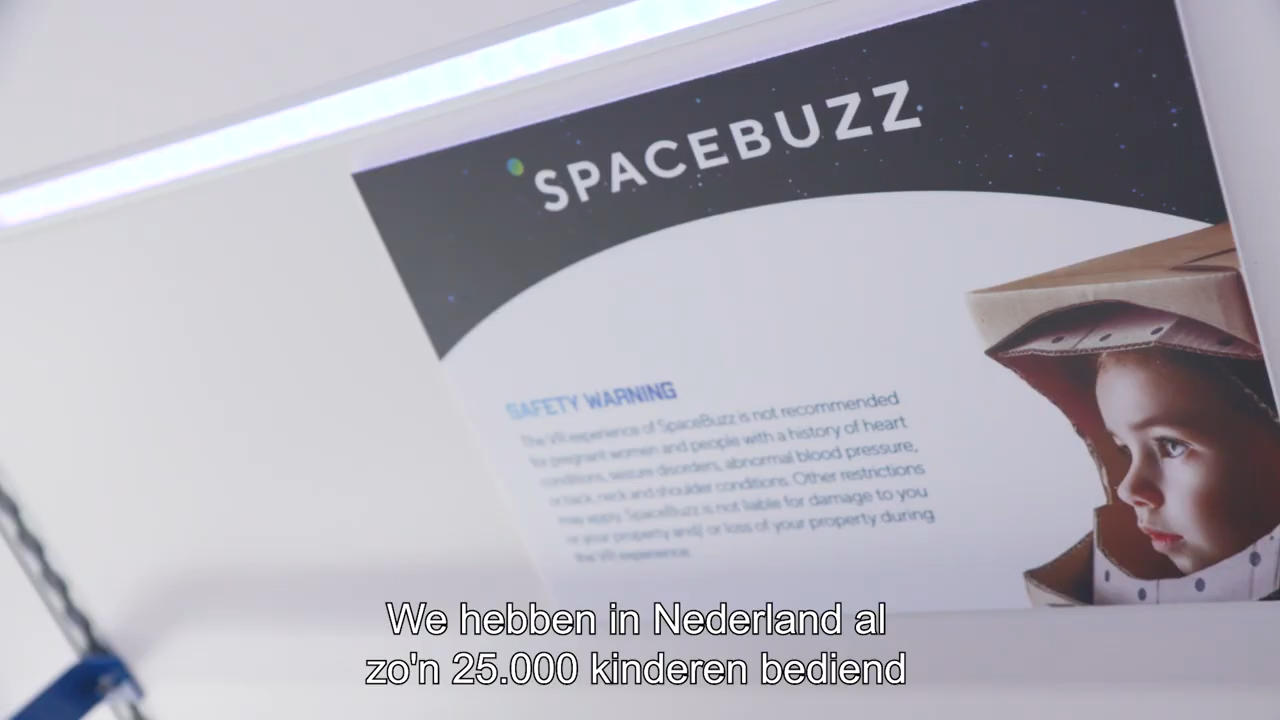 SPACEBUZZ
SAFETY WARNING
The VR experience of SpaceBuzz is not recommended
for pregnant women and people with a history of heart
conditions, seizure disorders, abnormal blood pressure,
or back, neck and shoulder conditions. Other restrictions
may apply. SpaceBuzz is not liable for damage to you
or your property and/ or loss of your property during
the VR experience.
We hebben in Nederland al
zo'n 25.000 kinderen bediend